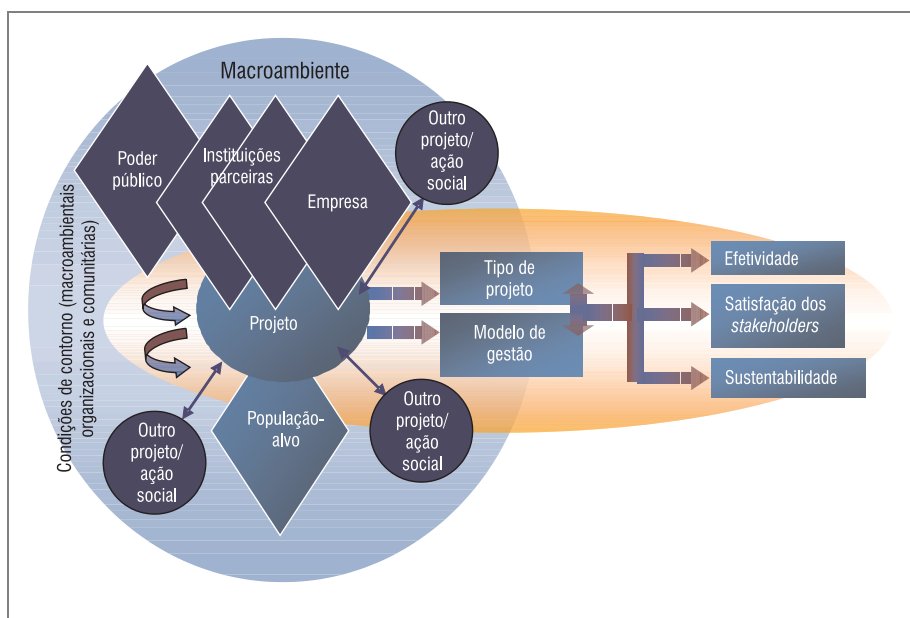 Macroambiente
Condições de contorno (macroambientais
organizacionais e comunitárias)
Poder
público
Instituições
parceiras
Empresa
Outro
projeto/
ação
social
Projeto
Tipo de
projeto
Modelo de
gestão
Efetividade
Satisfação dos
stakeholders
Sustentabilidade
Outro
projeto/
ação
social
População-
alvo
Outro
projeto/
ação
social